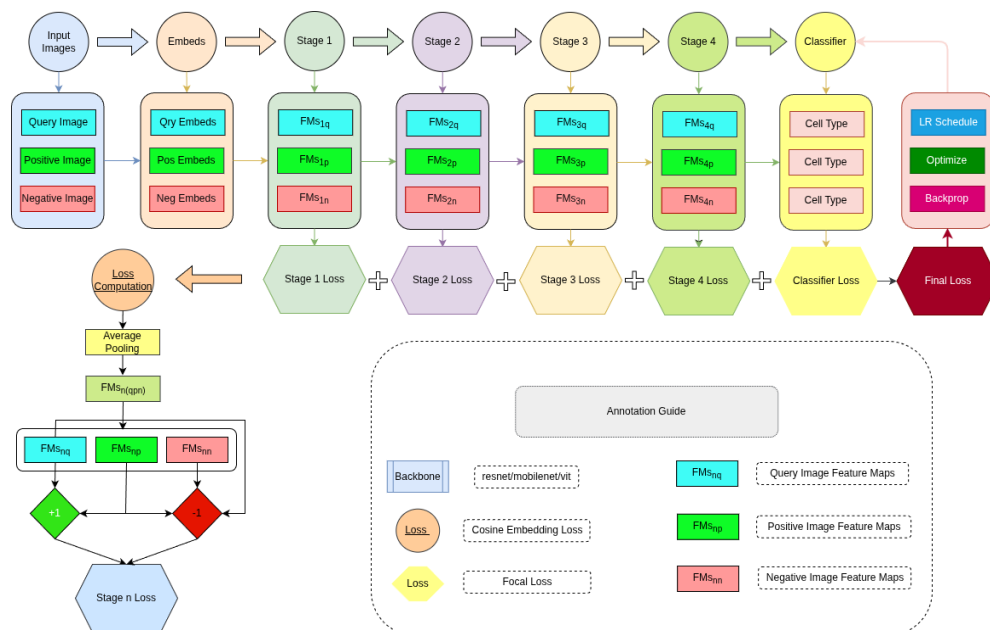 Input
Images
Embeds
Stage 1
Stage 2
Stage 3
Stage 4
Classifier
Query Image
Positive Image
Negative Image
Qry Embeds
Pos Embeds
Neg Embeds
FMs1q
FMs1p
FMs1n
FMs2q
FMs2p
FMs2n
FMs3q
FMs3p
FMs3n
FMs4q
FMs4p
FMs4n
Cell Type
Cell Type
Cell Type
LR Schedule
Optimize
Backprop
Loss
Computation
Stage 1 Loss
Stage 2 Loss
Stage 3 Loss
Stage 4 Loss
Classifier Loss
Final Loss
Average
Pooling
FMsn(qpn)
FMsnq
FMsnp
FMsnn
+1
-1
Stage n Loss
Annotation Guide
Backbone
resnet/mobilenet/vit
Loss
Cosine Embedding Loss
Loss
Focal Loss
FMsnq
Query Image Feature Maps
FMsnp
Positive Image Feature Maps
FMsnn
Negative Image Feature Maps